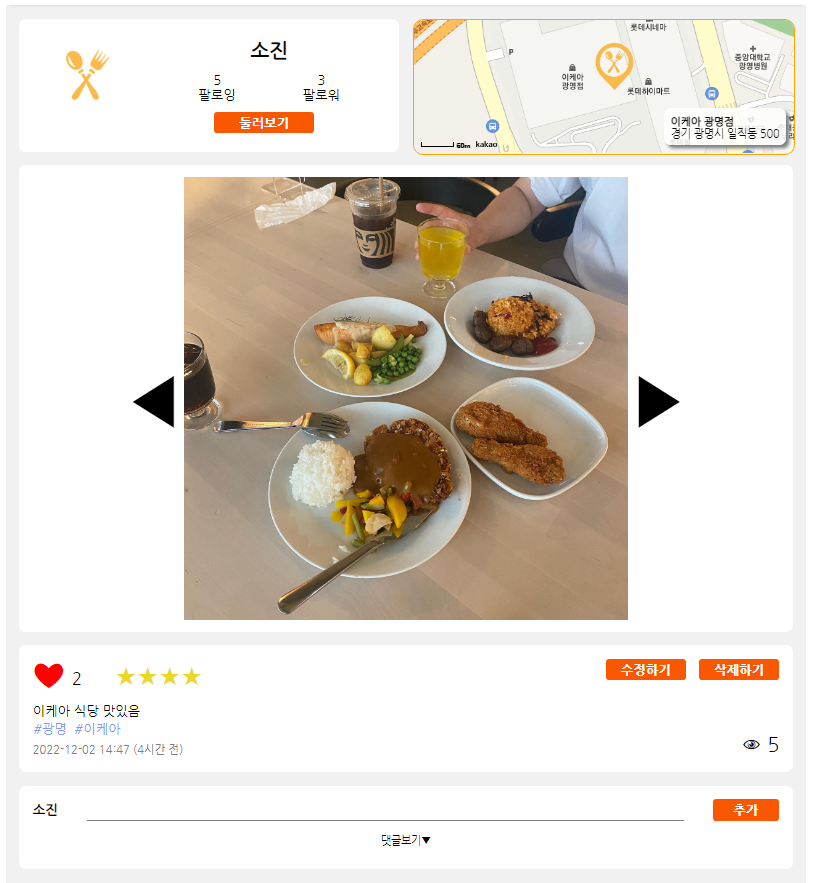 소진
5
팔로잉
3
팔로워
둘러보기
롯데시네마
P
이케아
광명점
롯데하이마트
중앙대학교
광명병원
이케아 광명점
경기 광명시 일직동 500
60m kakao
2
★★★★
수정하기
삭제하기
이케아 식당 맛있음
#광명 #이케아
2022-12-02 14:47 (4시간 전)
5
소진
추가
댓글보기▼